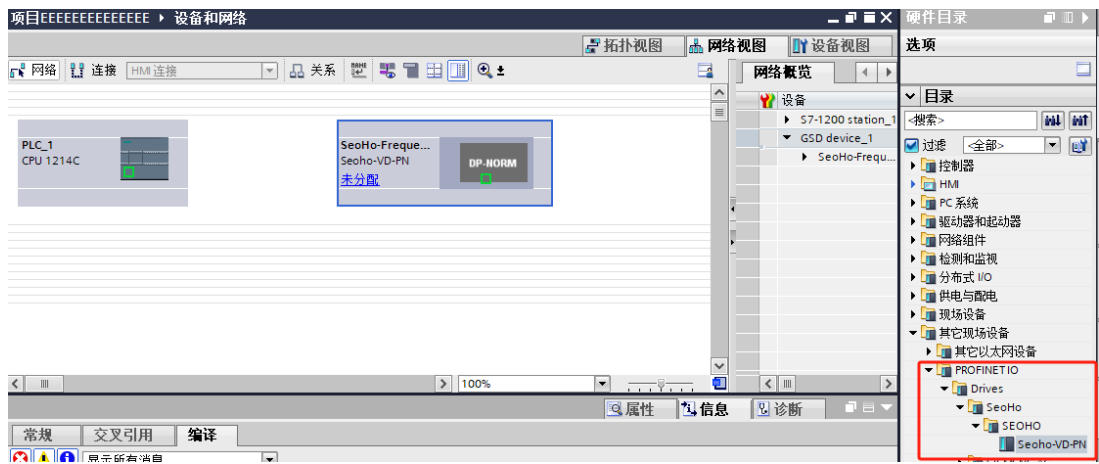 项目EEEEEEEEEEEEEEE ▸ 设备和网络
拓扑视图 网络视图 设备视图
网络 连接 HMI 连接 关系
网络概览
设备
S7-1200 station_1
GSD device_1
SeoHo-Frequ...
PLC_1
CPU 1214C
SeoHo-Freque...
Seoho-VD-PN
未分配
DP-NORM
100%
属性 信息 诊断
常规 交叉引用 编译
显示所有消息
硬件目录
选项
目录
<搜索>
过滤 <全部>
控制器
HMI
PC 系统
驱动器和起动器
网络组件
检测和监视
分布式 I/O
供电与配电
现场设备
其它现场设备
其它以太网设备
PROFINET IO
Drives
SeoHo
SEOHO
Seoho-VD-PN